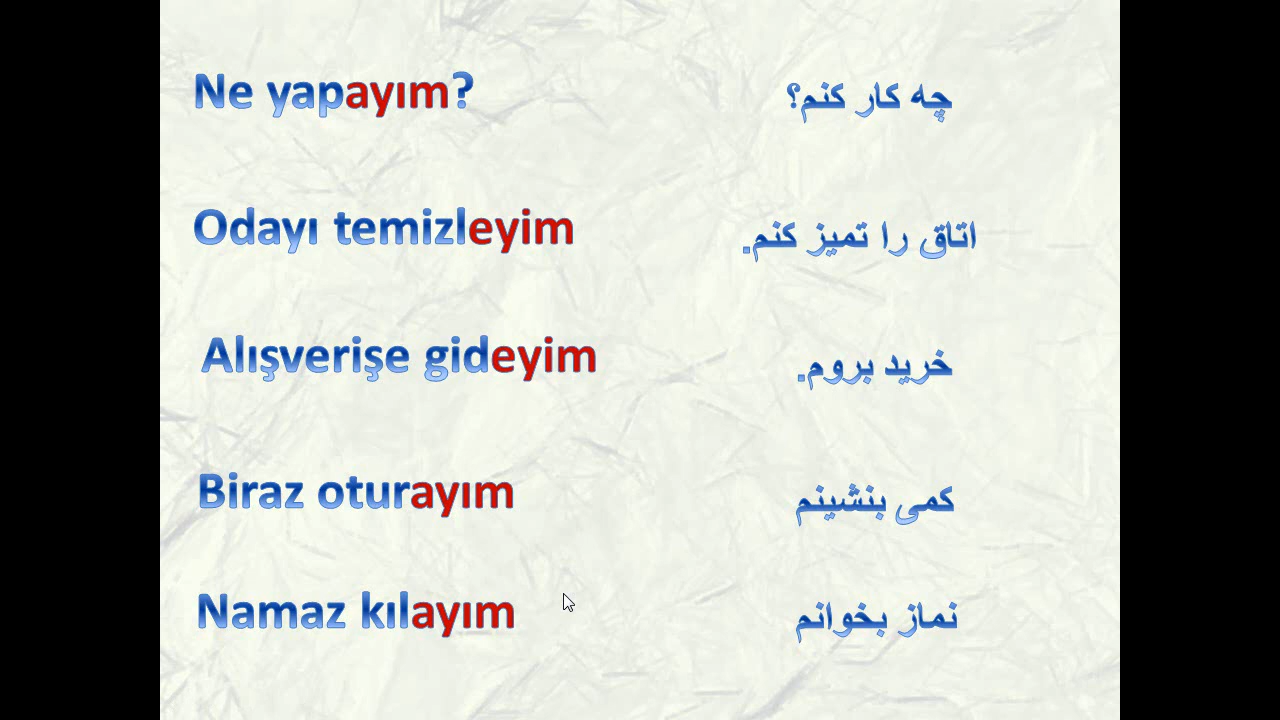 Ne yapayım?
چه کار کنم؟
Odayı temizleyim
اتاق را تمیز کنم.
Alışverişe gideyim
خرید بروم.
Biraz oturayım
کمی بنشینم
Namaz kılayım
نماز بخوانم